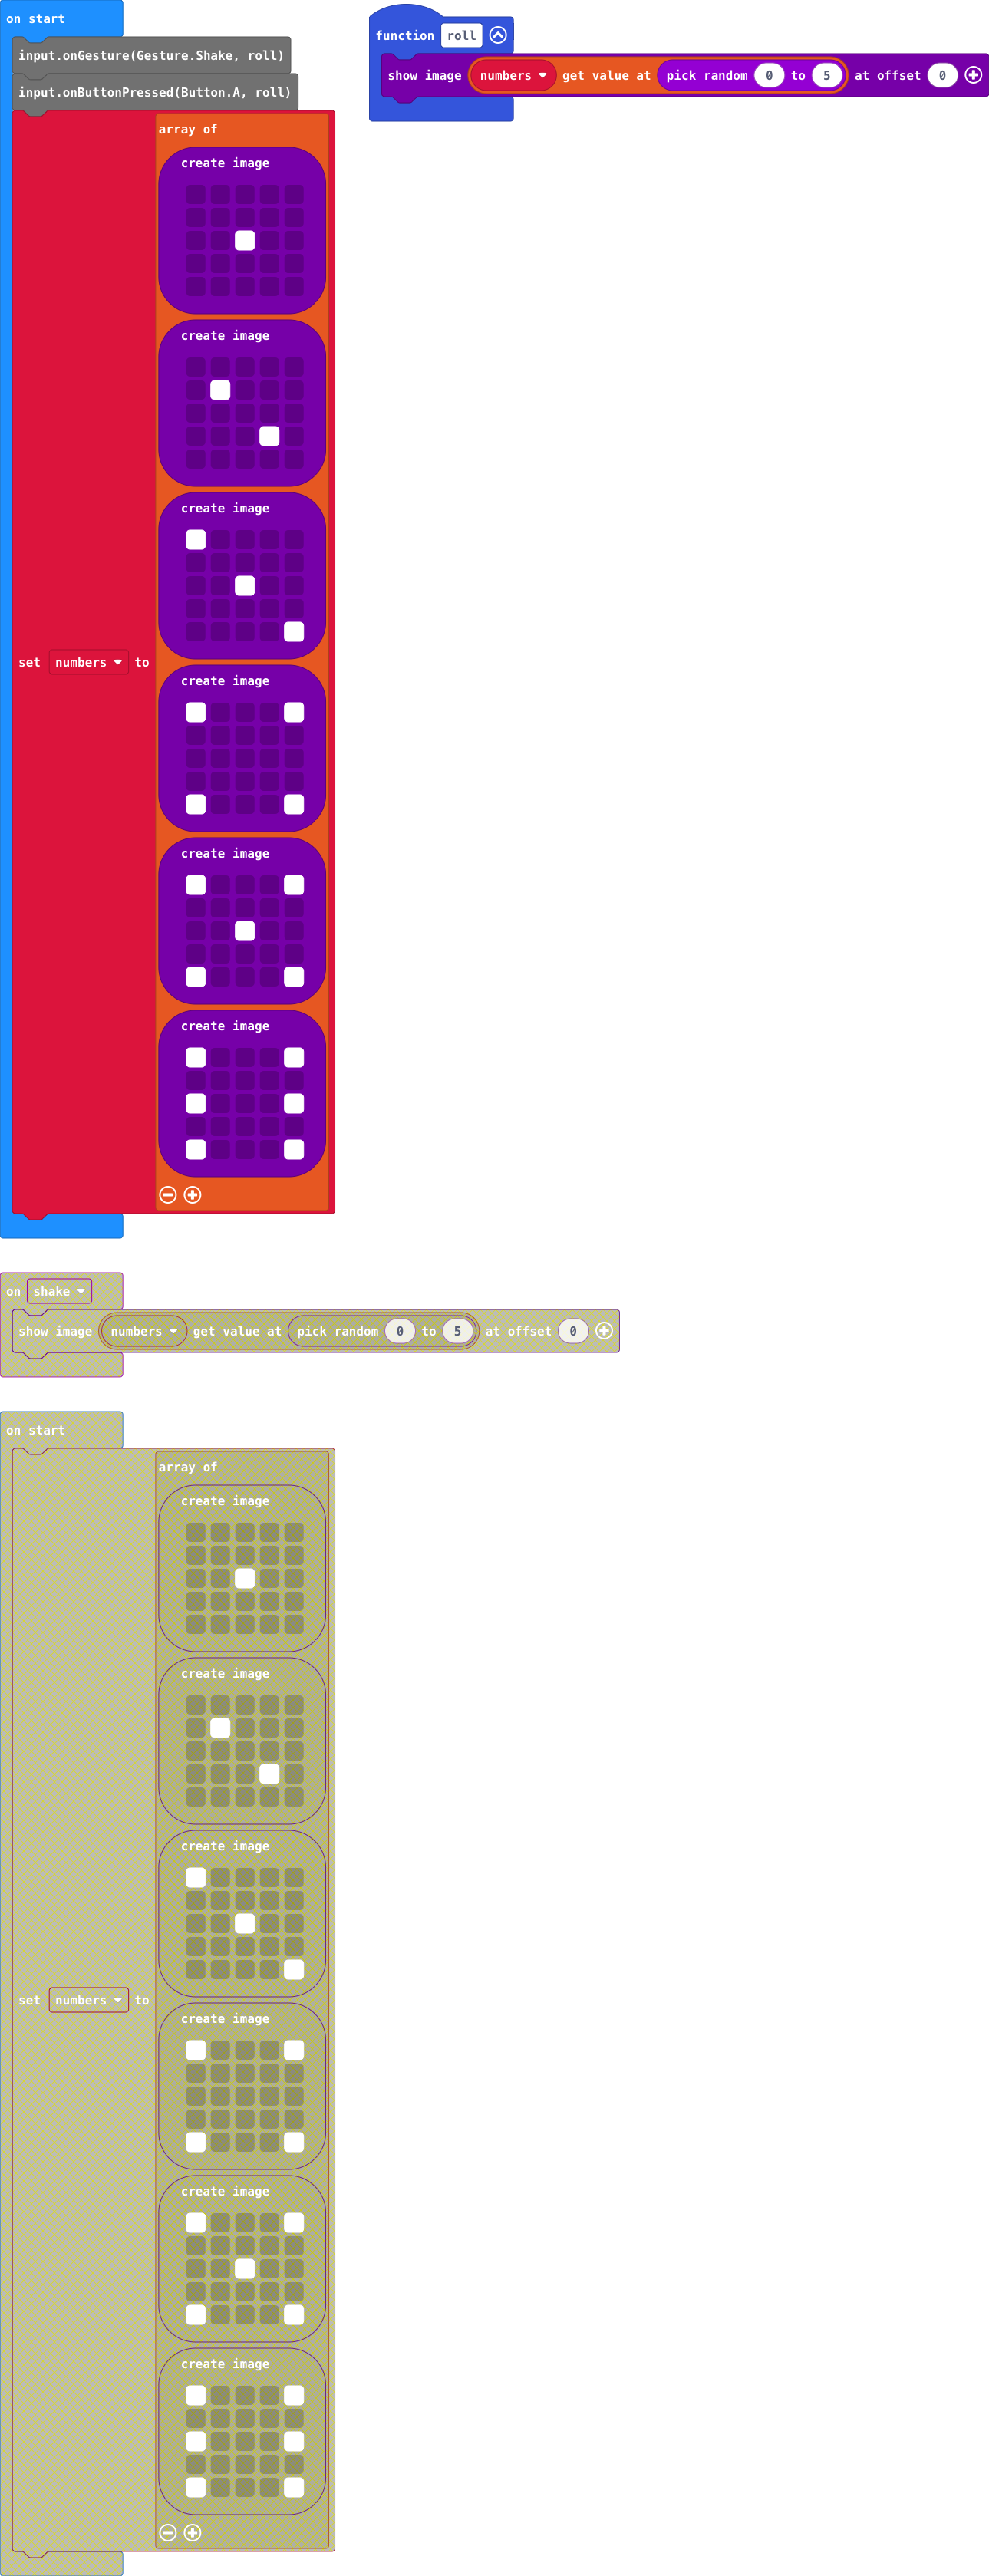 on start
input.onGesture(Gesture.Shake, roll)
input.onButtonPressed(Button.A, roll)
set numbers to
array of
create image
create image
create image
create image
create image
create image
function roll
show image numbers get value at pick random 0 to 5 at offset 0
on shake
show image numbers get value at pick random 0 to 5 at offset 0
on start
set numbers to
array of
create image
create image
create image
create image
create image
create image